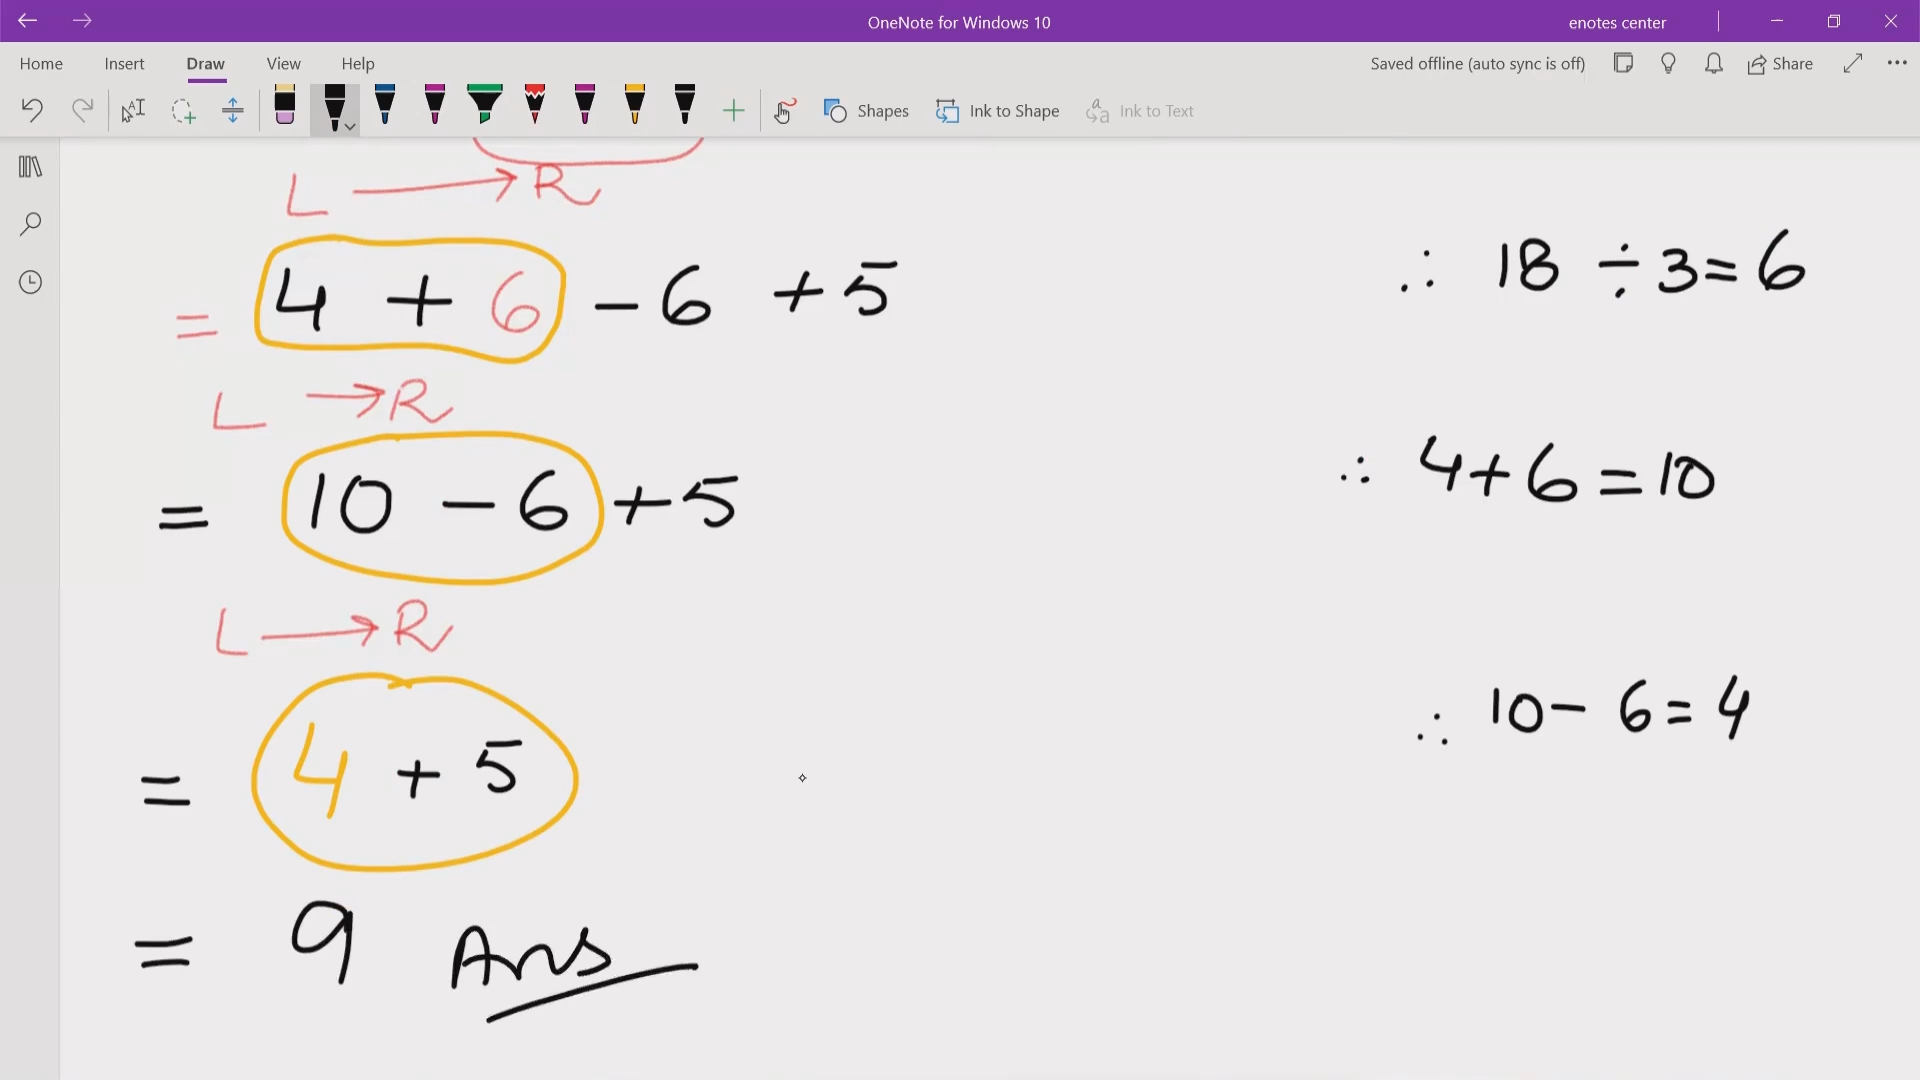 OneNote for Windows 10
enotes center
Home Insert Draw View Help
Saved offline (auto sync is off)
Share
Shapes
Ink to Shape
Ink to Text
L → R
= 4 + 6 - 6 + 5
∴ 18 ÷ 3 = 6
L → R
= 10 - 6 + 5
∴ 4 + 6 = 10
L → R
= 4 + 5
∴ 10 - 6 = 4
= 9 Ans